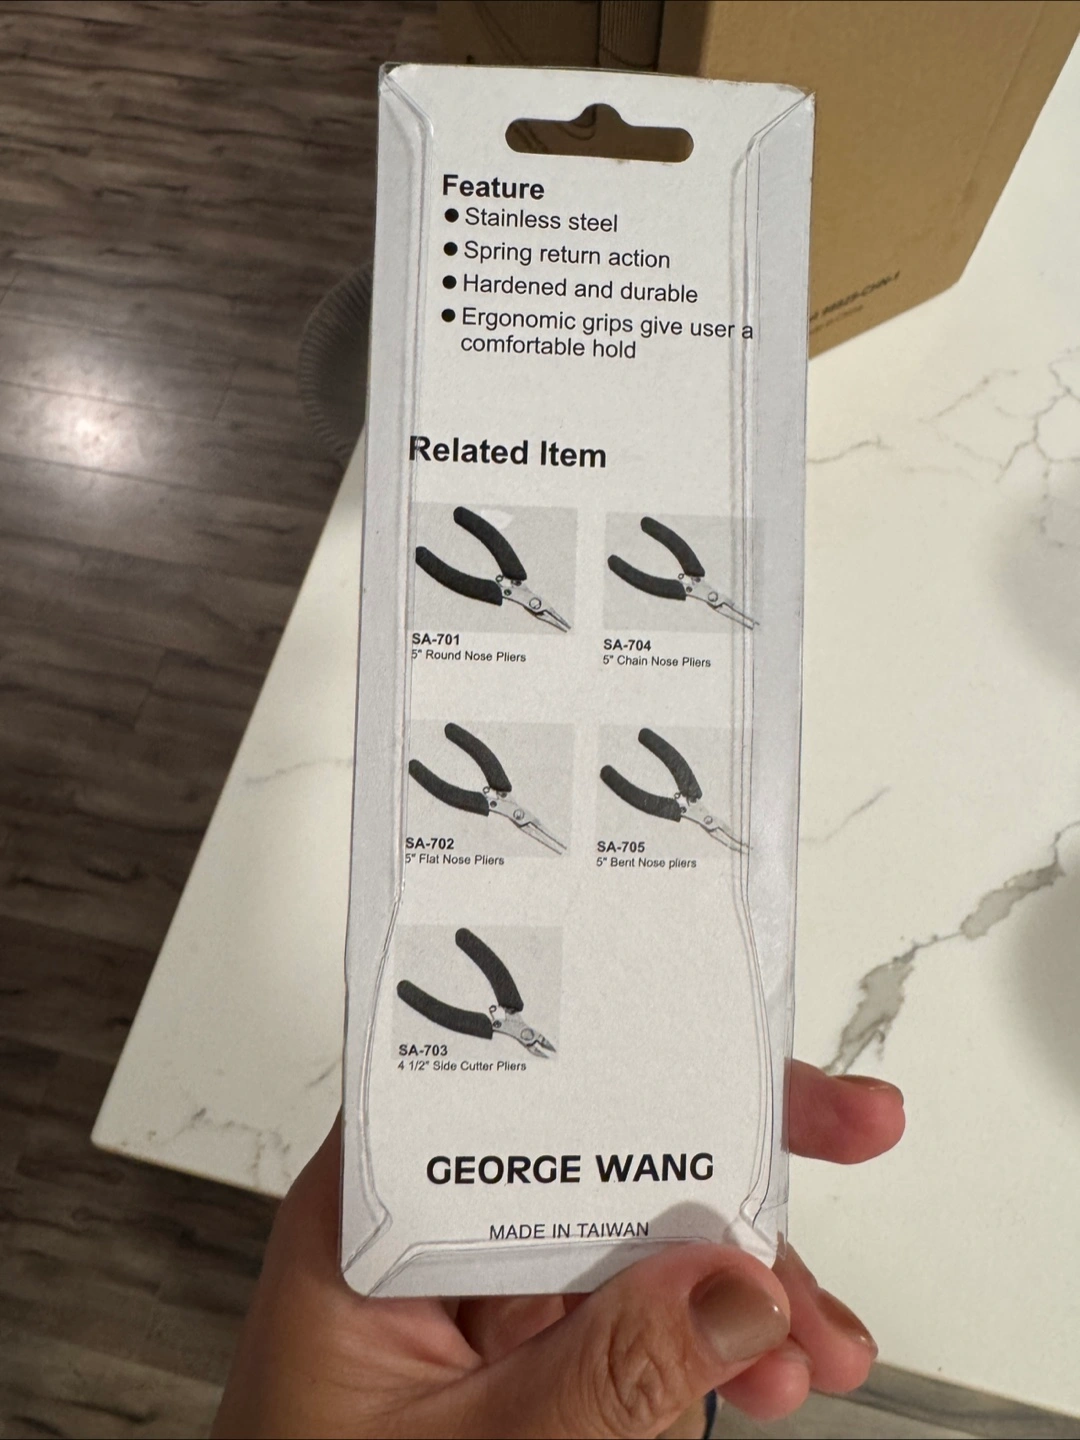 Feature
● Stainless steel
● Spring return action
● Hardened and durable
● Ergonomic grips give user a
comfortable hold
Related Item
SA-701
5" Round Nose Pliers
SA-704
5" Chain Nose Pliers
SA-702
5" Flat Nose Pliers
SA-705
5" Bent Nose pliers
SA-703
4 1/2" Side Cutter Pliers
GEORGE WANG
MADE IN TAIWAN